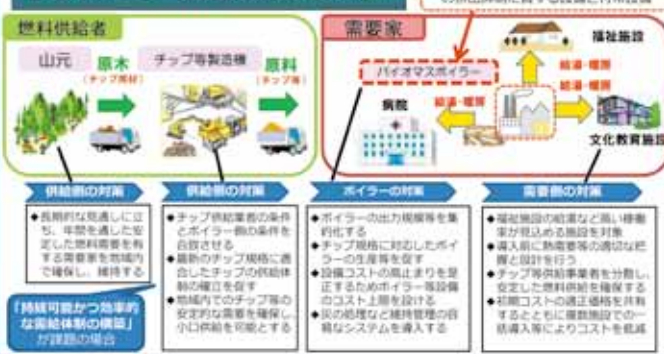 燃料供給者
需要家
山元
原木
(チップ用材)
チップ等製造機
原料
(チップ等)
バイオマスボイラー
福祉施設
給湯・暖房
給湯・暖房
給湯・暖房
病院
文化教育施設
供給側の対策
◆長期的な見通しに立
ち、年間を通した安
定した燃料需要を有
する需要家を地域内
で確保し、維持する
「持続可能かつ効率的
な需給体制の構築」
が課題の場合
供給側の対策
◆チップ供給業者の条件
とボイラー側の条件を
合致させる
◆最新のチップ規格に適
合したチップの供給体
制の確立を促す
◆地域内でのチップ等の
安定的な需要を確保し、
小口供給を可能とする
ボイラーの対策
◆ボイラーの出力規模等を集
約化する
◆チップ規格に対応したボイ
ラーの生産等を促す
◆設備コストの高止まりを是
正するためボイラー等設備
のコスト上限を設ける
◆灰の処理など維持管理の容
易なシステムを導入する
需要側の対策
◆福祉施設の給湯など高い稼働
率が見込める施設を対象
◆導入前に熱需要等の適切な把
握と設計を行う
◆チップ等供給事業者を分割し、
安定した燃料供給を確保する
◆初期コストの適正価格を共有
するとともに複数施設での一
括導入等によりコストを低減